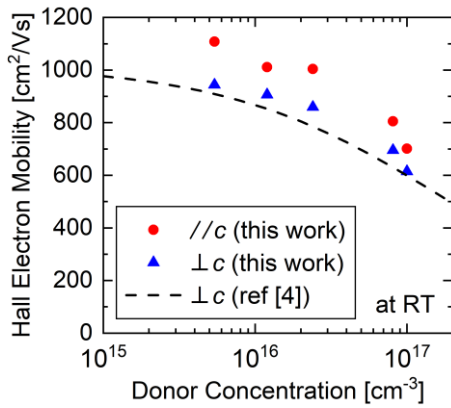 1200
1000
800
600
400
200
0
Hall Electron Mobility [cm²/Vs]
//c (this work)
⊥c (this work)
⊥c (ref [4])
at RT
10¹⁵
10¹⁶
10¹⁷
Donor Concentration [cm⁻³]